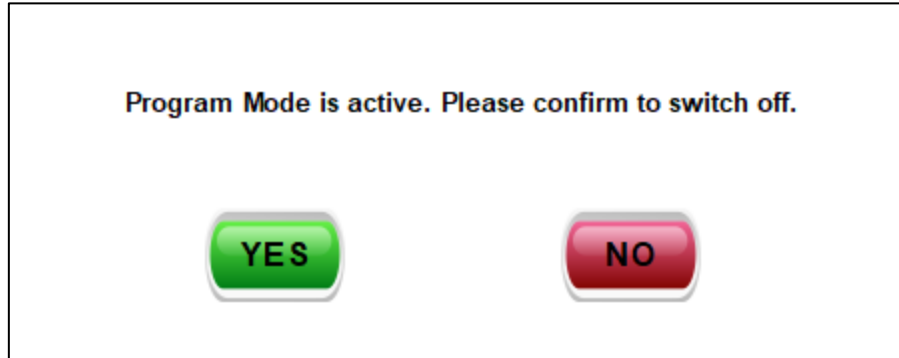 Program Mode is active. Please confirm to switch off.
YES NO